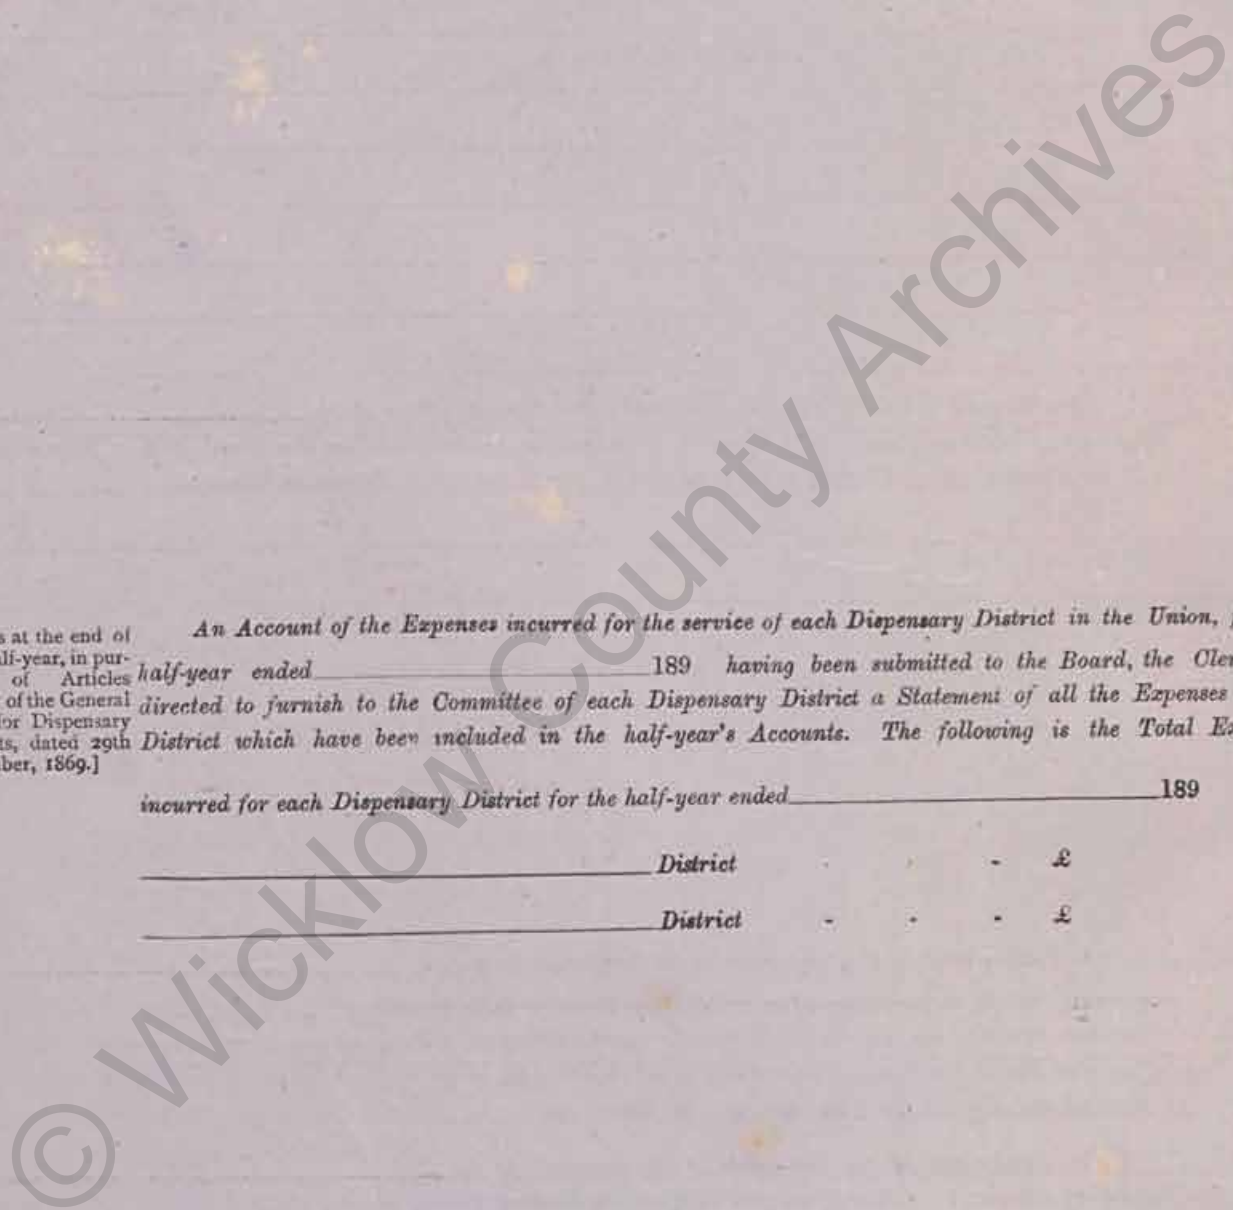 s at the end of
lf-year, in pur-
of Articles
of the General
or Dispensary
ts, dated 29th
ber, 1869.]
An Account of the Expenses incurred for the service of each Dispensary District in the Union,
half-year ended 189 having been submitted to the Board, the Cler
directed to furnish to the Committee of each Dispensary District a Statement of all the Expenses
District which have been included in the half-year's Accounts. The following is the Total Ex
incurred for each Dispensary District for the half-year ended 189
District - - - £
District - - - £
© Wicklow County Archives